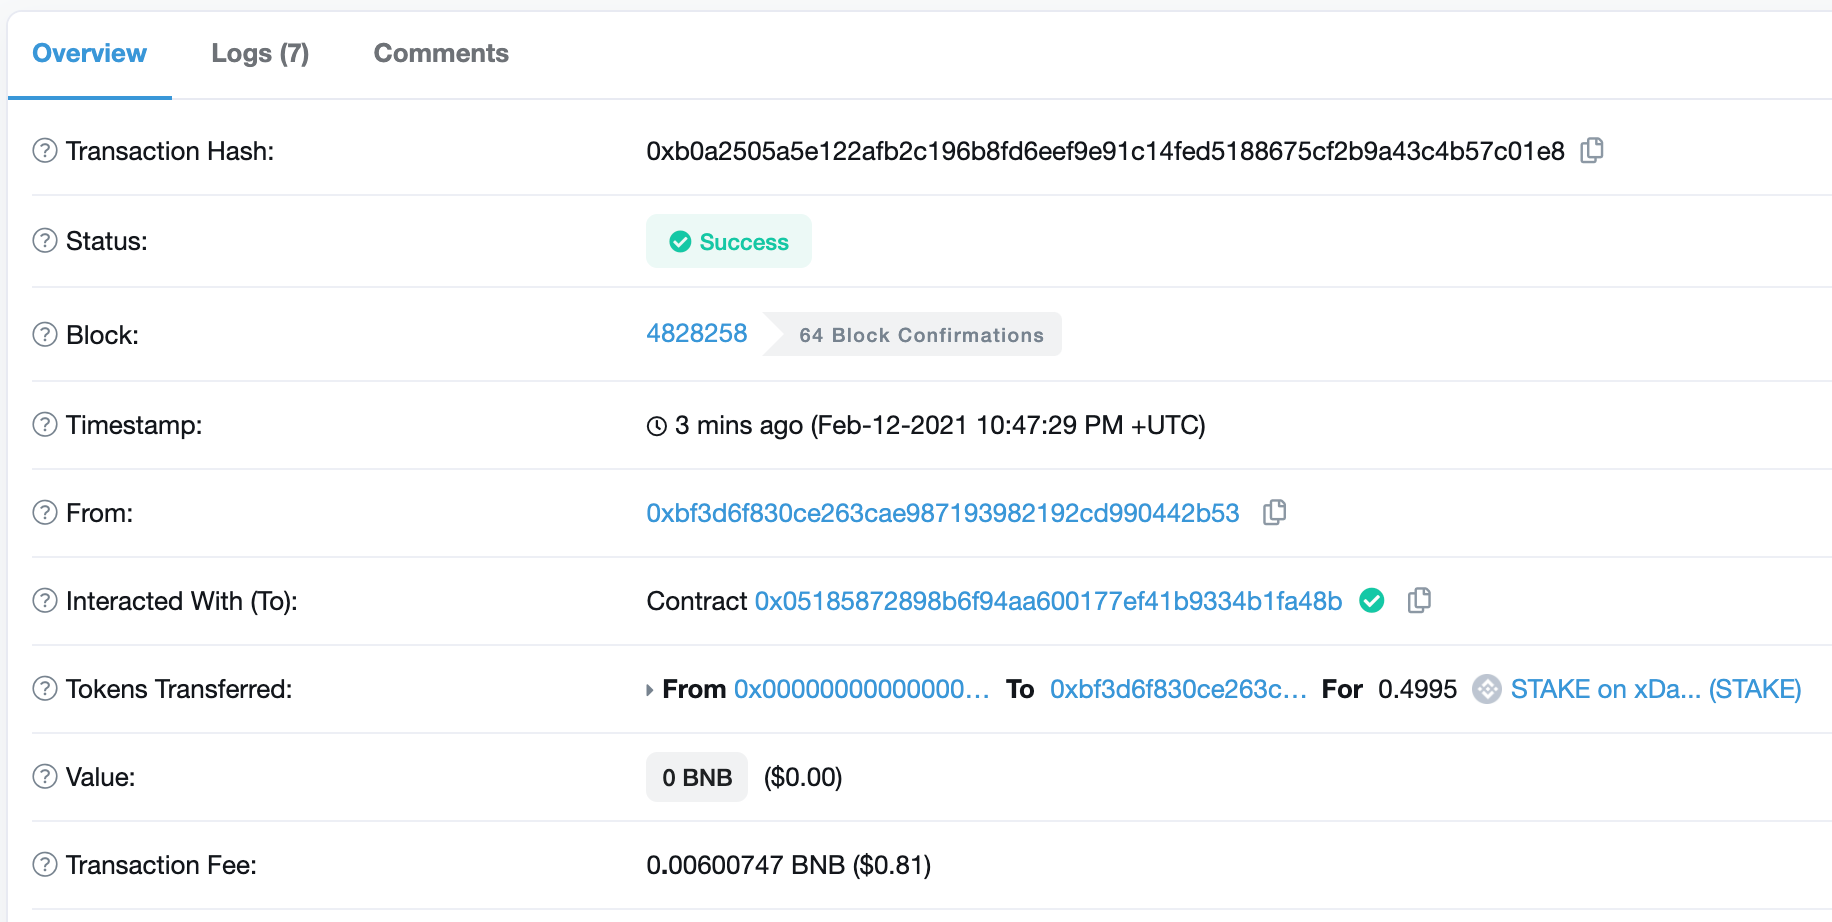 Overview Logs (7) Comments
Transaction Hash: 0xb0a2505a5e122afb2c196b8fd6eef9e91c14fed5188675cf2b9a43c4b57c01e8
Status: Success
Block: 4828258 64 Block Confirmations
Timestamp: 3 mins ago (Feb-12-2021 10:47:29 PM +UTC)
From: 0xbf3d6f830ce263cae987193982192cd990442b53
Interacted With (To): Contract 0x05185872898b6f94aa600177ef41b9334b1fa48b
Tokens Transferred: From 0x00000000000000... To 0xbf3d6f830ce263c... For 0.4995 STAKE on xDa... (STAKE)
Value: 0 BNB ($0.00)
Transaction Fee: 0.00600747 BNB ($0.81)